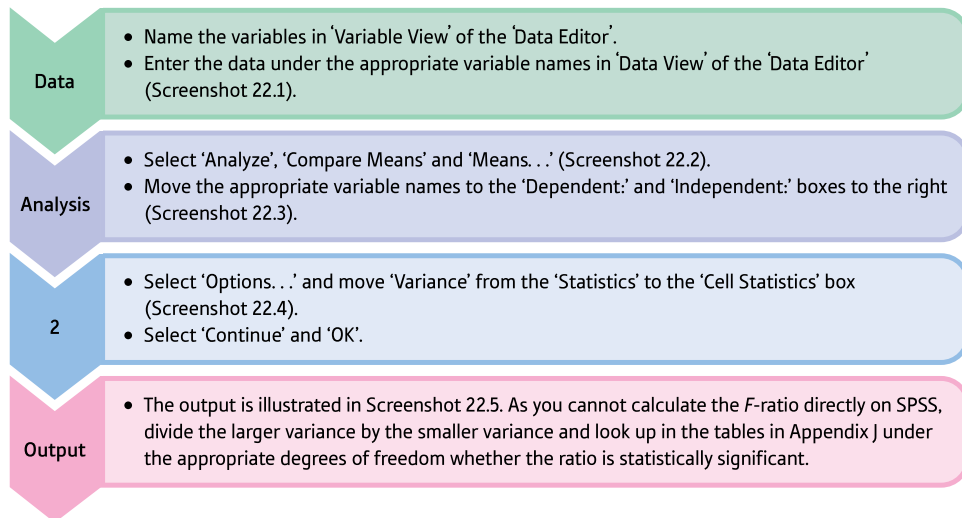 Data
• Name the variables in ‘Variable View’ of the ‘Data Editor’.
• Enter the data under the appropriate variable names in ‘Data View’ of the ‘Data Editor’
(Screenshot 22.1).
Analysis
• Select ‘Analyze’, ‘Compare Means’ and ‘Means. . .’ (Screenshot 22.2).
• Move the appropriate variable names to the ‘Dependent:’ and ‘Independent:’ boxes to the right
(Screenshot 22.3).
2
• Select ‘Options. . .’ and move ‘Variance’ from the ‘Statistics’ to the ‘Cell Statistics’ box
(Screenshot 22.4).
• Select ‘Continue’ and ‘OK’.
Output
• The output is illustrated in Screenshot 22.5. As you cannot calculate the F-ratio directly on SPSS,
divide the larger variance by the smaller variance and look up in the tables in Appendix J under
the appropriate degrees of freedom whether the ratio is statistically significant.